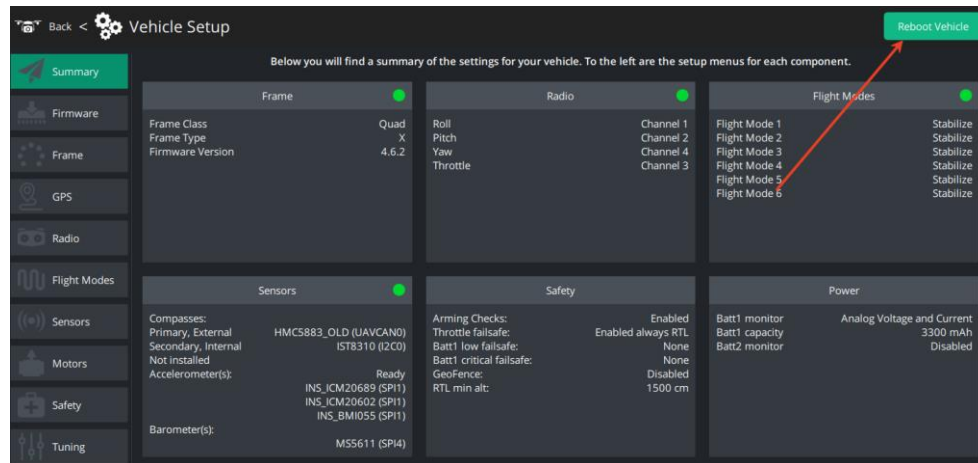 Back < Vehicle Setup
Reboot Vehicle
Summary
Firmware
Frame
GPS
Radio
Flight Modes
Sensors
Motors
Safety
Tuning
Below you will find a summary of the settings for your vehicle. To the left are the setup menus for each component.
Frame
Frame Class Quad
Frame Type X
Firmware Version 4.6.2
Radio
Roll Channel 1
Pitch Channel 2
Yaw Channel 4
Throttle Channel 3
Flight Modes
Flight Mode 1 Stabilize
Flight Mode 2 Stabilize
Flight Mode 3 Stabilize
Flight Mode 4 Stabilize
Flight Mode 5 Stabilize
Flight Mode 6 Stabilize
Sensors
Compasses:
Primary, External HMC5883_OLD (UAVCAN0)
Secondary, Internal IST8310 (I2C0)
Not installed
Accelerometer(s): Ready
INS_ICM20689 (SPI1)
INS_ICM20602 (SPI1)
INS_BMI055 (SPI1)
Barometer(s):
MS5611 (SPI4)
Safety
Arming Checks: Enabled
Throttle failsafe: Enabled always RTL
Batt1 low failsafe: None
Batt1 critical failsafe: None
GeoFence: Disabled
RTL min alt: 1500 cm
Power
Batt1 monitor Analog Voltage and Current
Batt1 capacity 3300 mAh
Batt2 monitor Disabled